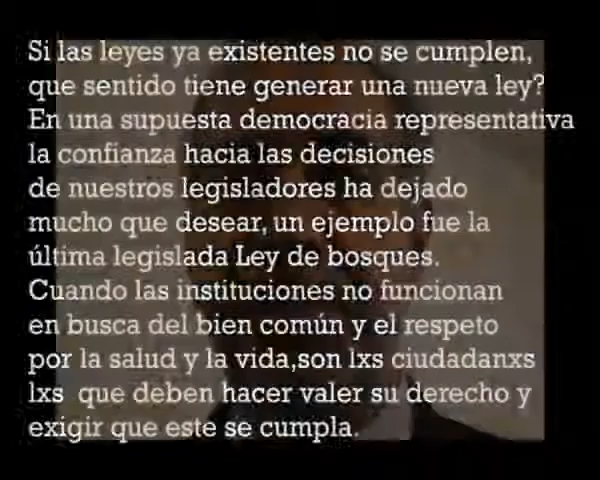 Si las leyes ya existentes no se cumplen,
que sentido tiene generar una nueva ley?
En una supuesta democracia representativa
la confianza hacia las decisiones
de nuestros legisladores ha dejado
mucho que desear, un ejemplo fue la
última legislada Ley de bosques.
Cuando las instituciones no funcionan
en busca del bien común y el respeto
por la salud y la vida,son lxs ciudadanxs
lxs  que deben hacer valer su derecho y
exigir que este se cumpla.